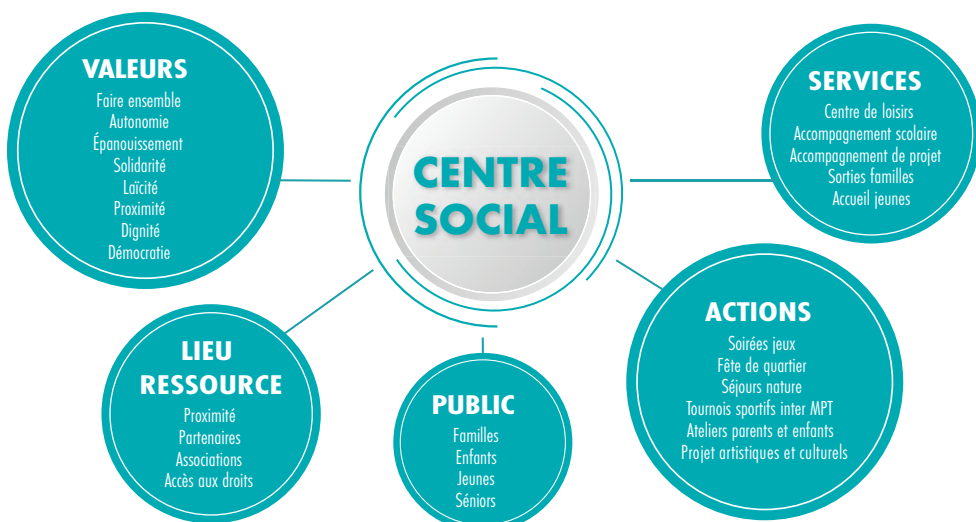 VALEURS
Faire ensemble
Autonomie
Épanouissement
Solidarité
Laïcité
Proximité
Dignité
Démocratie
CENTRE
SOCIAL
SERVICES
Centre de loisirs
Accompagnement scolaire
Accompagnement de projet
Sorties familles
Accueil jeunes
LIEU
RESSOURCE
Proximité
Partenaires
Associations
Accès aux droits
PUBLIC
Familles
Enfants
Jeunes
Séniors
ACTIONS
Soirées jeux
Fête de quartier
Séjours nature
Tournois sportifs inter MPT
Ateliers parents et enfants
Projet artistiques et culturels